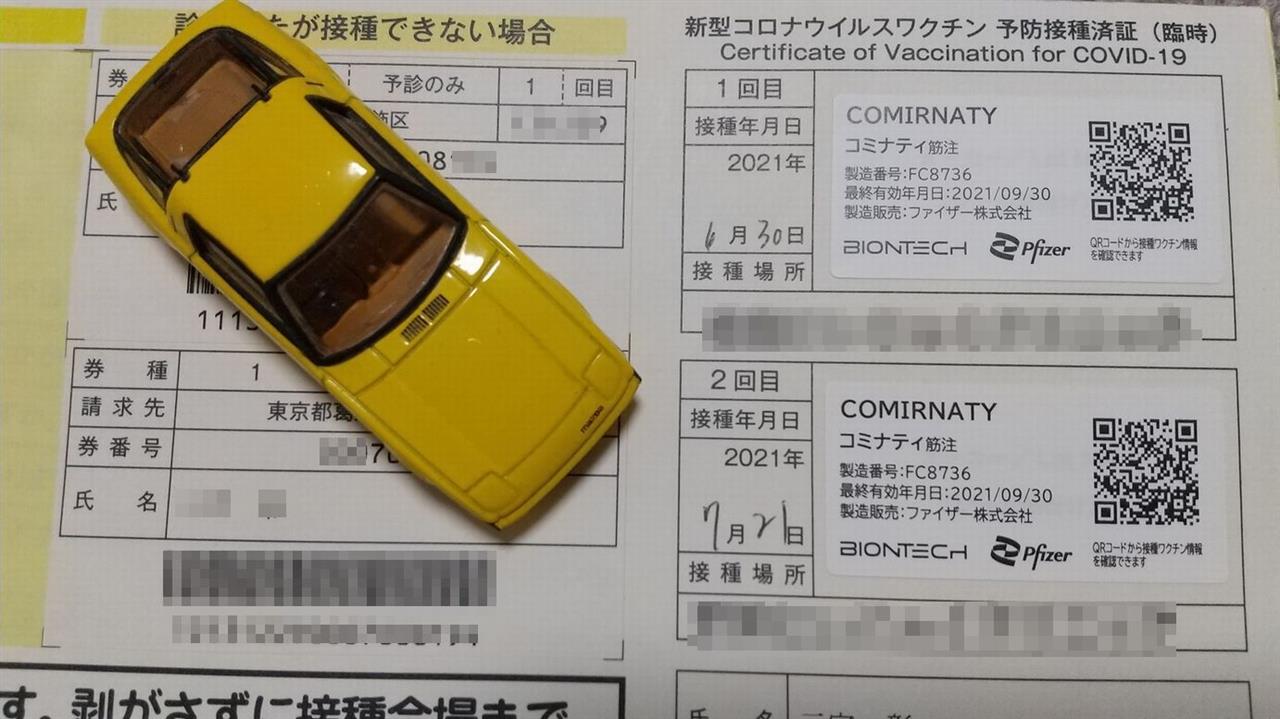 たが接種できない場合
券
予診のみ
1
回目
区
9
08
氏
111
券 種
1
請求先
東京都葛
券番号
氏 名
す。剥がさずに接種会場まで
新型コロナウイルスワクチン 予防接種済証(臨時)
Certificate of Vaccination for COVID-19
1回目
接種年月日
2021年
6月30日
接種場所
COMIRNATY
コミナティ筋注
製造番号:FC8736
最終有効年月日:2021/09/30
製造販売:ファイザー株式会社
BIONTECH Pfizer
QRコードから接種ワクチン情報
を確認できます
2回目
接種年月日
2021年
7月21日
接種場所
COMIRNATY
コミナティ筋注
製造番号:FC8736
最終有効年月日:2021/09/30
製造販売:ファイザー株式会社
BIONTECH Pfizer
QRコードから接種ワクチン情報
を確認できます
氏 名
mazda